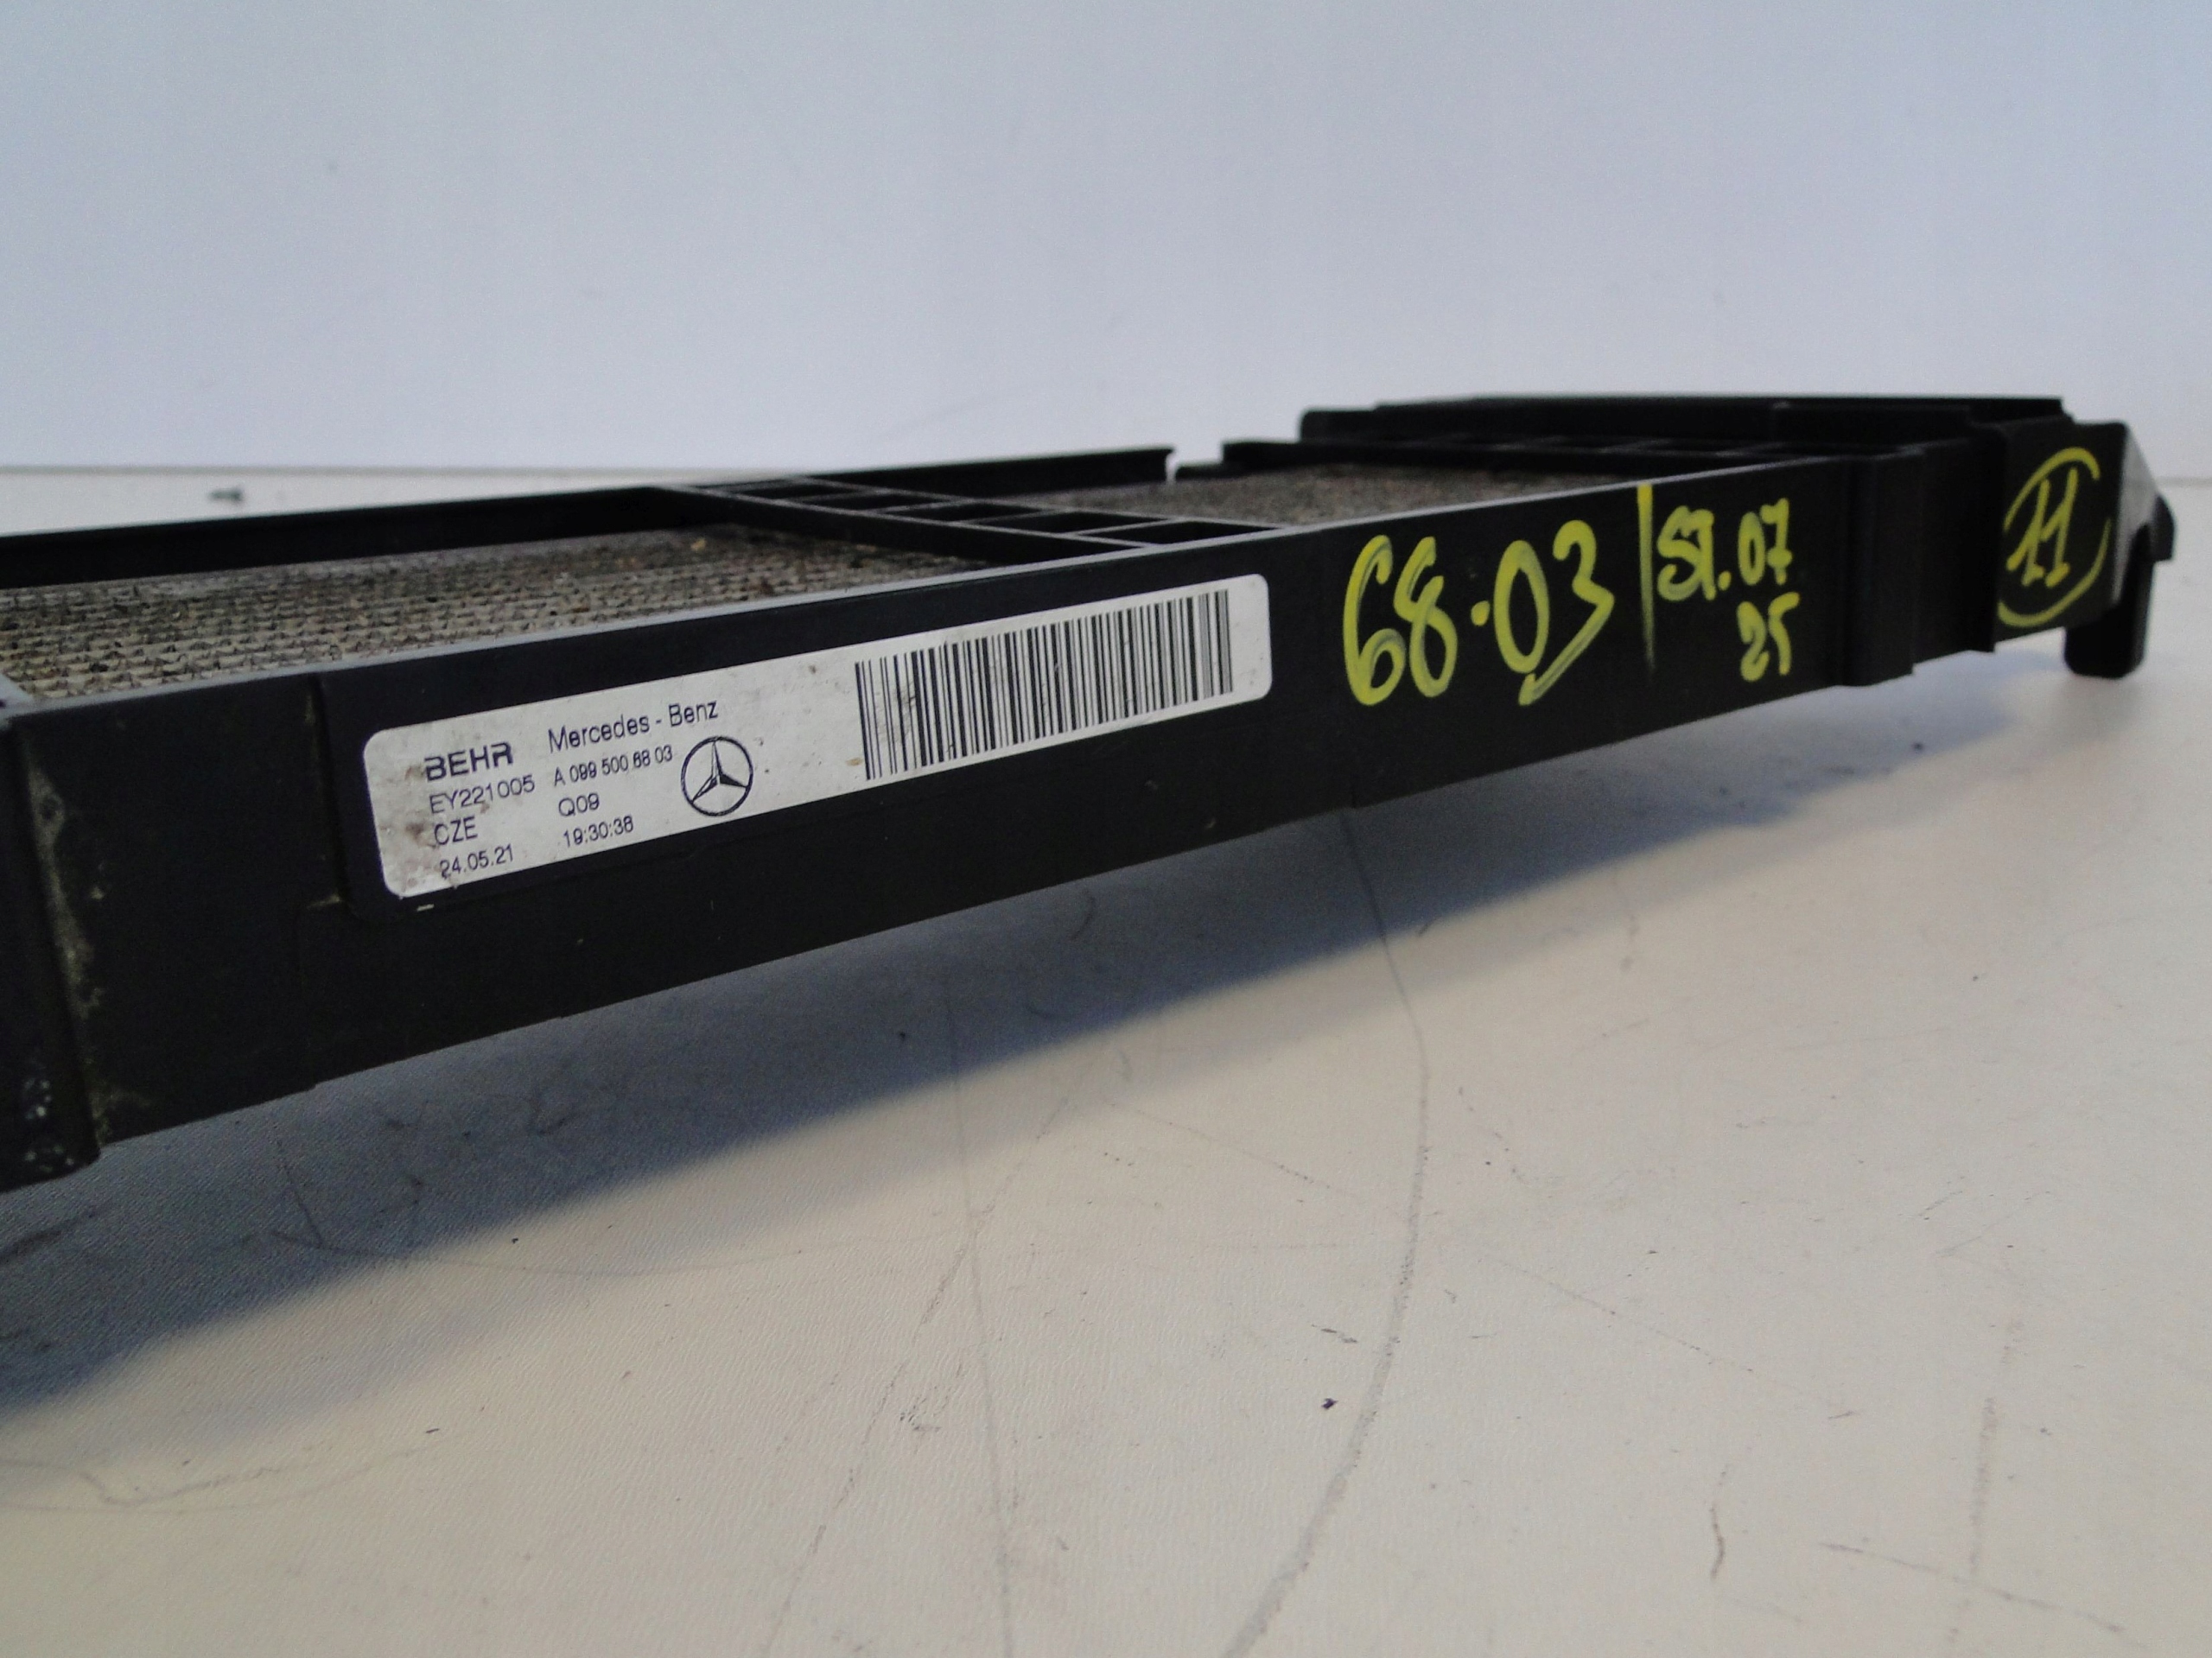 BEHR Mercedes - Benz
EY221005 A 099 500 68 03
CZE Q09
24.05.21 19:30:38
68.03 ST.07
25
11